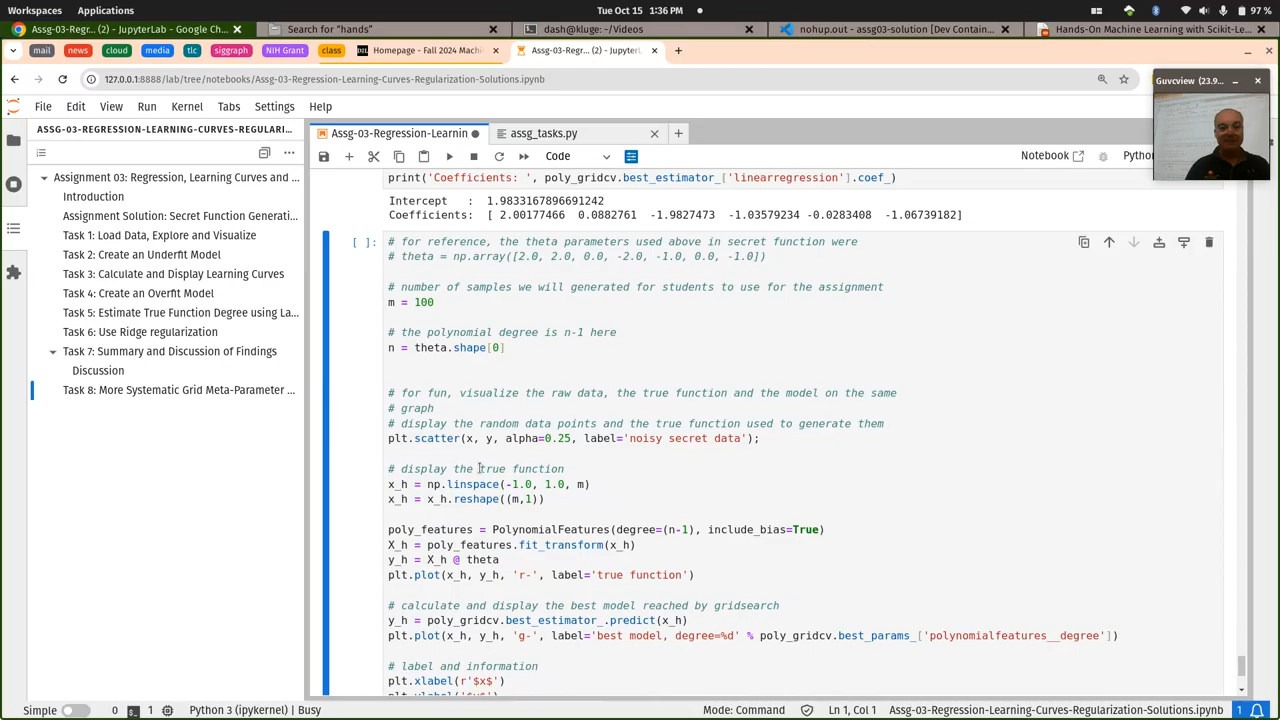 Workspaces
Applications
Tue Oct 15 1:36 PM
97 %
Assg-03-Regr... (2) - JupyterLab - Google Ch...
Search for "hands"
dash@kluge: ~/Videos
nohup.out - assg03-solution [Dev Contain...
Hands-On Machine Learning with Scikit-Le...
mail
news
cloud
media
tlc
siggraph
NIH Grant
class
Homepage - Fall 2024 Machin
Assg-03-Regr... (2) - JupyterL
127.0.0.1:8888/lab/tree/notebooks/Assg-03-Regression-Learning-Curves-Regularization-Solutions.ipynb
Guvcview (23.9...
File Edit View Run Kernel Tabs Settings Help
ASSG-03-REGRESSION-LEARNING-CURVES-REGULARI...
Assg-03-Regression-Learnin
assg_tasks.py
Code
Notebook
Python
Assignment 03: Regression, Learning Curves and ...
Introduction
Assignment Solution: Secret Function Generati...
Task 1: Load Data, Explore and Visualize
Task 2: Create an Underfit Model
Task 3: Calculate and Display Learning Curves
Task 4: Create an Overfit Model
Task 5: Estimate True Function Degree using La...
Task 6: Use Ridge regularization
Task 7: Summary and Discussion of Findings
Discussion
Task 8: More Systematic Grid Meta-Parameter ...
print('Coefficients: ', poly_gridcv.best_estimator_['linearregression'].coef_)
Intercept : 1.9833167896691242
Coefficients: [ 2.00177466 0.0882761 -1.9827473 -1.03579234 -0.0283408 -1.06739182]
[ ]:
# for reference, the theta parameters used above in secret function were
# theta = np.array([2.0, 2.0, 0.0, -2.0, -1.0, 0.0, -1.0])
# number of samples we will generated for students to use for the assignment
m = 100
# the polynomial degree is n-1 here
n = theta.shape[0]
# for fun, visualize the raw data, the true function and the model on the same
# graph
# display the random data points and the true function used to generate them
plt.scatter(x, y, alpha=0.25, label='noisy secret data');
# display the true function
x_h = np.linspace(-1.0, 1.0, m)
x_h = x_h.reshape((m,1))
poly_features = PolynomialFeatures(degree=(n-1), include_bias=True)
X_h = poly_features.fit_transform(x_h)
y_h = X_h @ theta
plt.plot(x_h, y_h, 'r-', label='true function')
# calculate and display the best model reached by gridsearch
y_h = poly_gridcv.best_estimator_.predict(x_h)
plt.plot(x_h, y_h, 'g-', label='best model, degree=%d' % poly_gridcv.best_params_['polynomialfeatures__degree'])
# label and information
plt.xlabel(r'$x$')
Simple
0
1
Python 3 (ipykernel) | Busy
Mode: Command
Ln 1, Col 1
Assg-03-Regression-Learning-Curves-Regularization-Solutions.ipynb
1